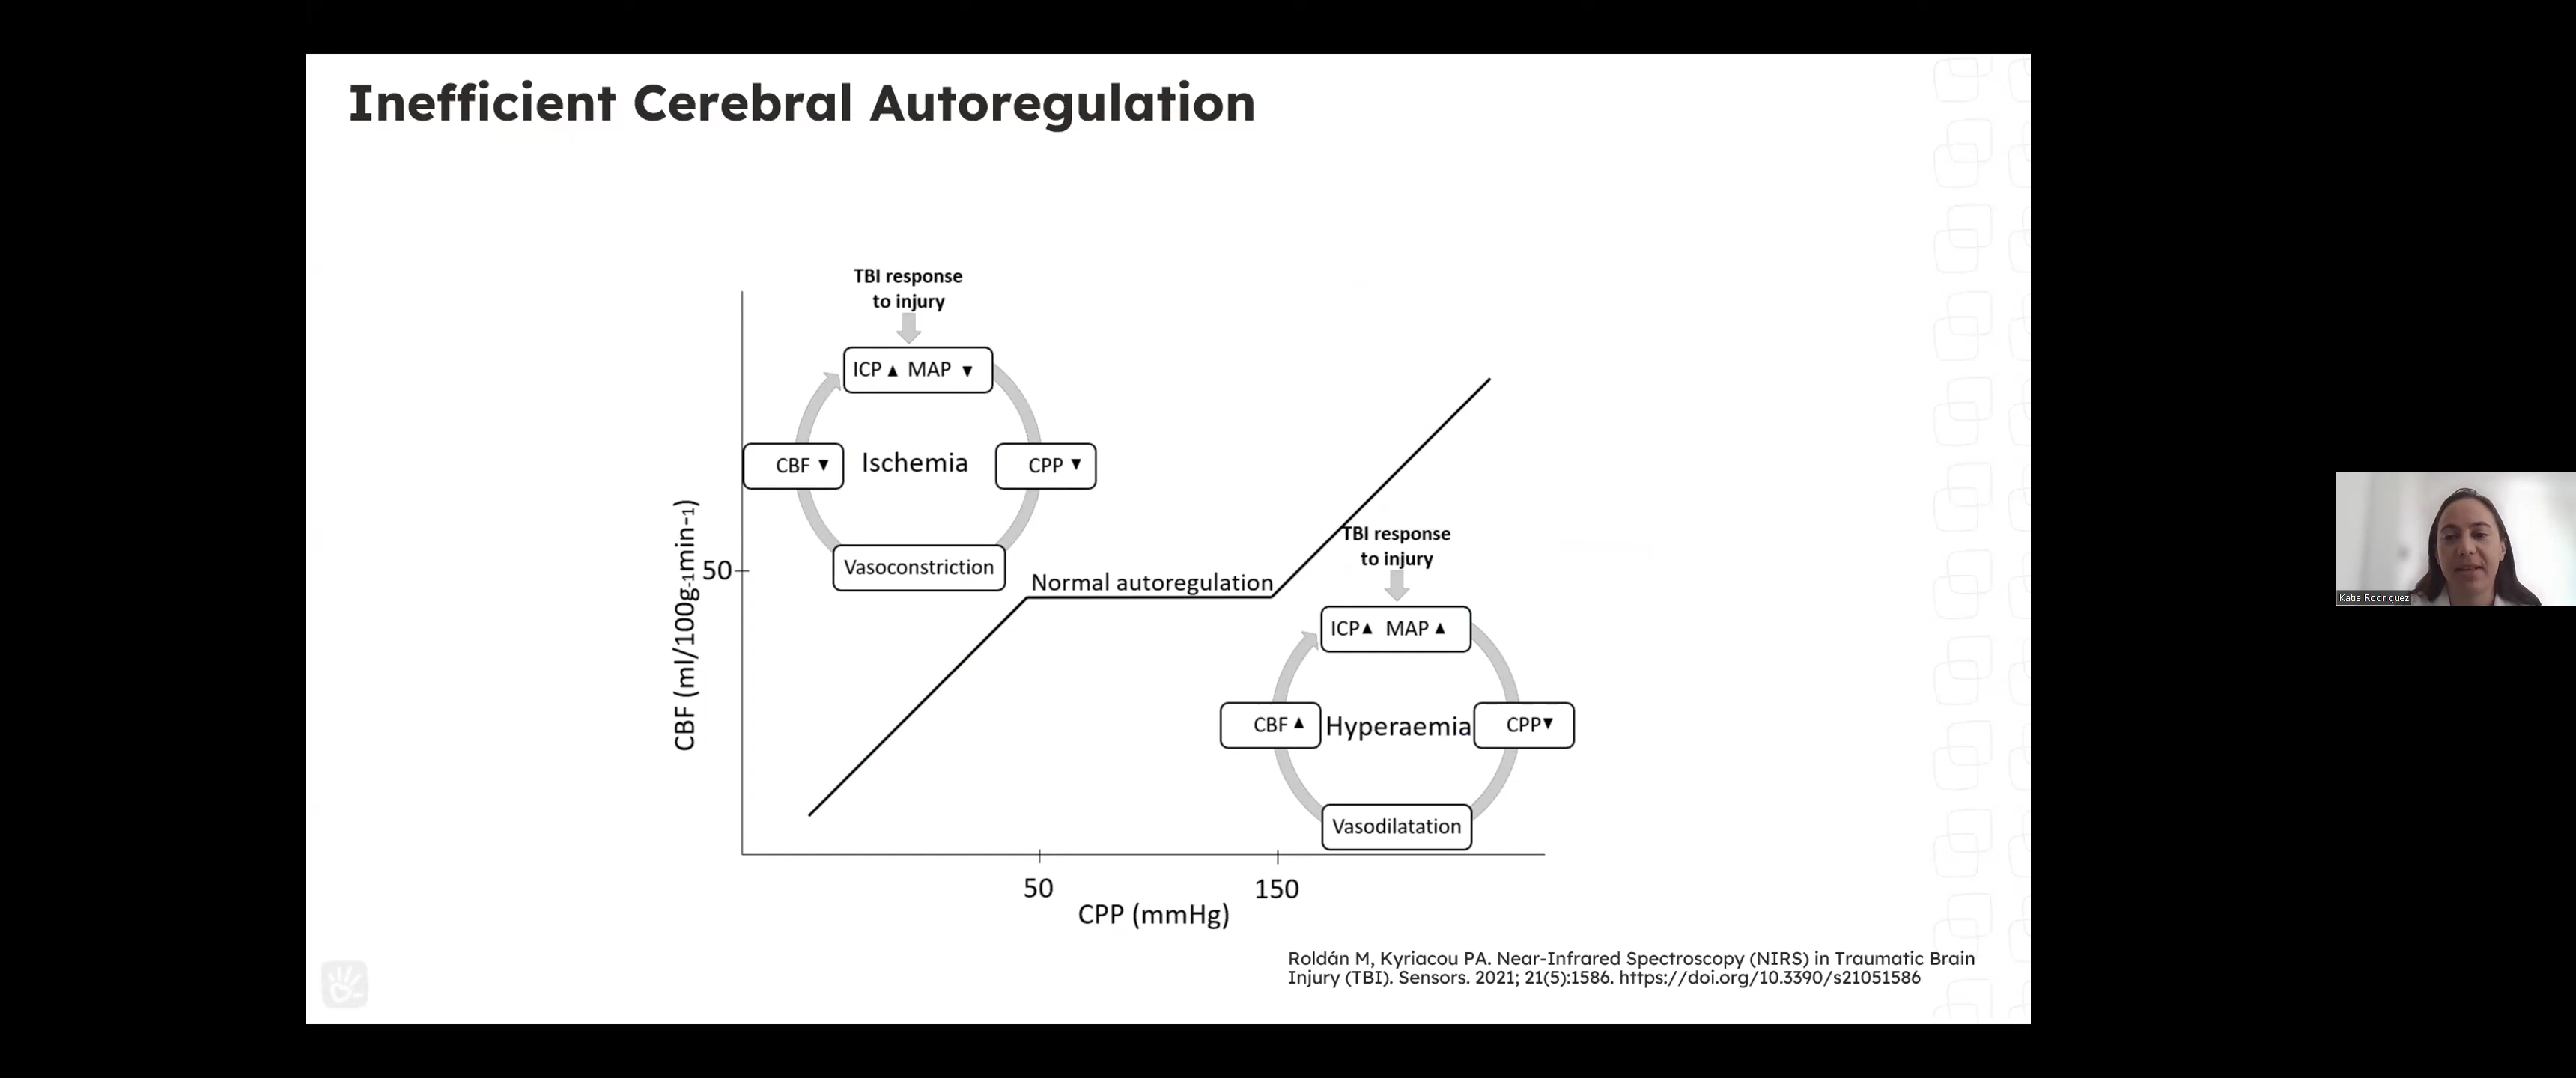 Inefficient Cerebral Autoregulation
TBI response
to injury
ICP ▲ MAP ▼
CBF ▼
Ischemia
CPP ▼
Vasoconstriction
CBF (ml/100g-1min-1)
50
Normal autoregulation
TBI response
to injury
ICP▲ MAP ▲
CBF ▲
Hyperaemia
CPP▼
Vasodilatation
50
150
CPP (mmHg)
Roldán M, Kyriacou PA. Near-Infrared Spectroscopy (NIRS) in Traumatic Brain
Injury (TBI). Sensors. 2021; 21(5):1586. https://doi.org/10.3390/s21051586
Katie Rodriguez